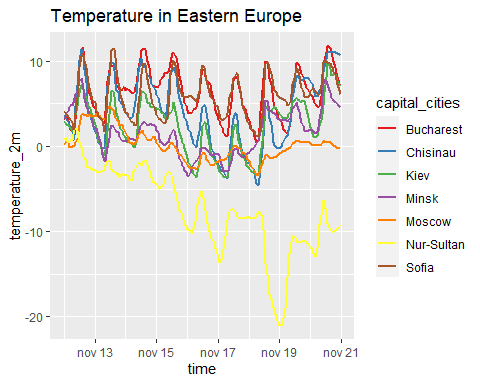 Temperature in Eastern Europe
temperature_2m
10
5
0
-10
-20
nov 13
nov 15
nov 17
nov 19
nov 21
time
capital_cities
Bucharest
Chisinau
Kiev
Minsk
Moscow
Nur-Sultan
Sofia